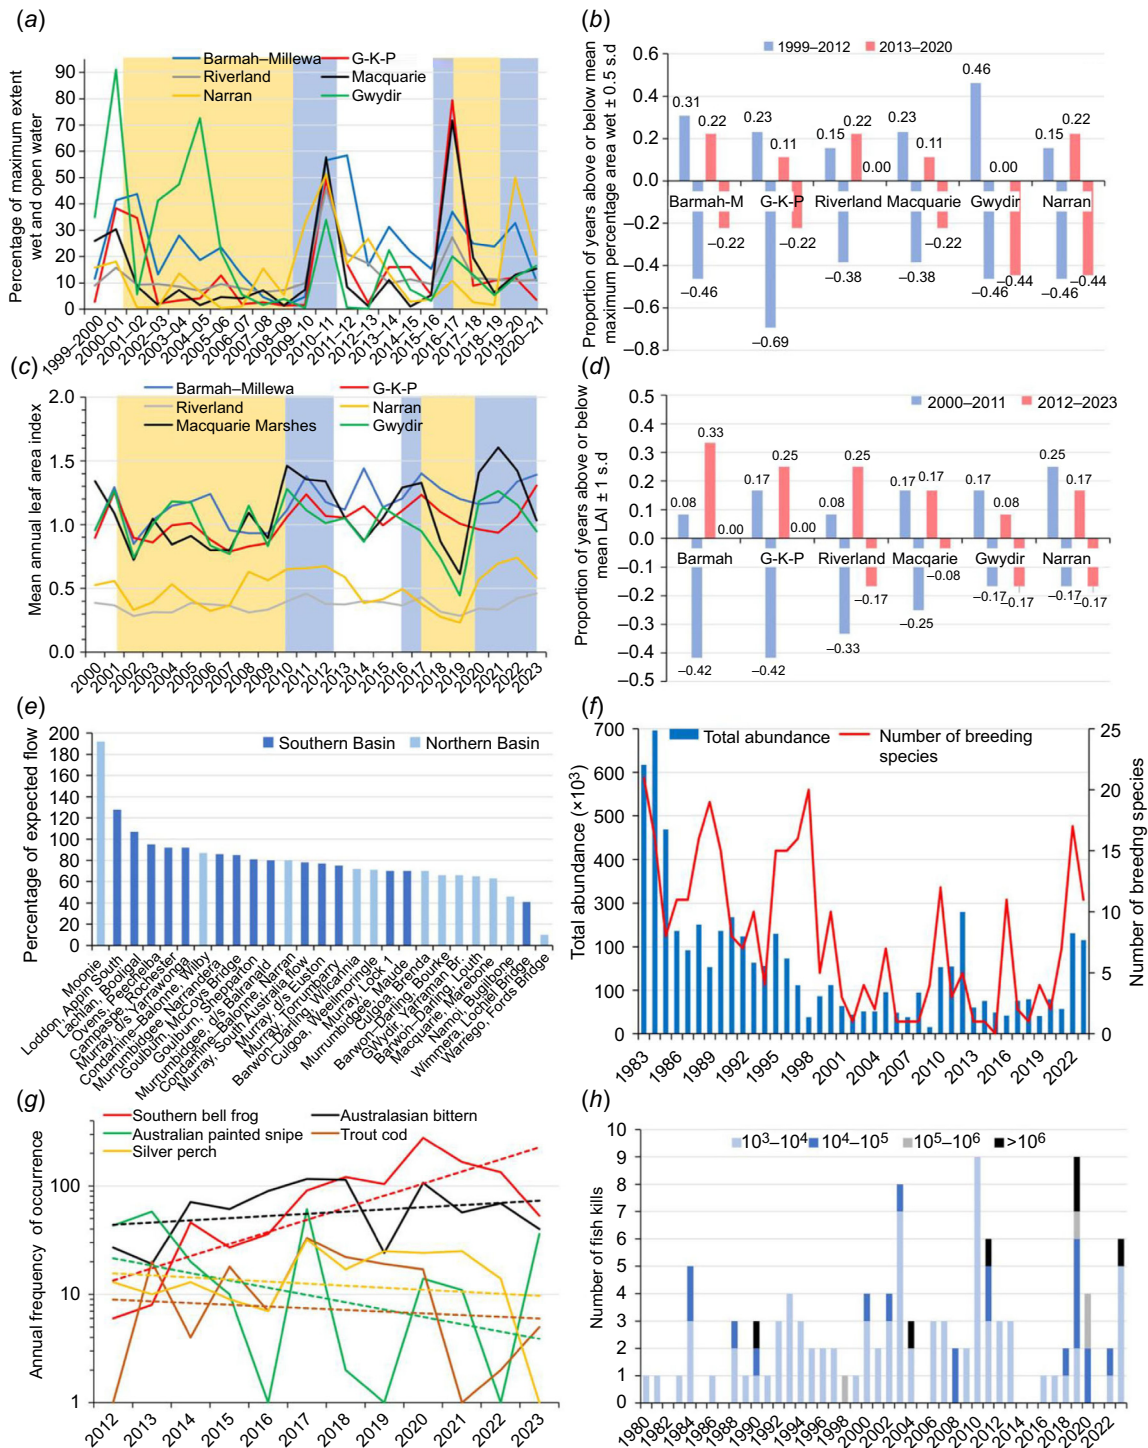 (a)
Barmah–Millewa
G-K-P
Riverland
Macquarie
Narran
Gwydir
Percentage of maximum extent
wet and open water
90
80
70
60
50
40
30
20
10
0
1999–2000
2000–01
2001–02
2002–03
2003–04
2004–05
2005–06
2006–07
2007–08
2008–09
2009–10
2010–11
2011–12
2012–13
2013–14
2014–15
2015–16
2016–17
2017–18
2018–19
2019–20
2020–21
(b)
1999–2012
2013–2020
Proportion of years above or below mean
maximum percentage area wet ± 0.5 s.d
0.6
0.4
0.2
0.0
–0.2
–0.4
–0.6
–0.8
0.31
0.22
0.23
0.11
0.15
0.22
0.00
0.23
0.11
0.46
0.00
0.15
0.22
Barmah-M
G-K-P
Riverland
Macquarie
Gwydir
Narran
–0.46
–0.22
–0.69
–0.22
–0.38
–0.38
–0.22
–0.46
–0.44
–0.46
–0.44
(c)
Barmah–Millewa
G-K-P
Riverland
Narran
Macquarie Marshes
Gwydir
Mean annual leaf area index
2.0
1.5
1.0
0.5
0.0
2000
2001
2002
2003
2004
2005
2006
2007
2008
2009
2010
2011
2012
2013
2014
2015
2016
2017
2018
2019
2020
2021
2022
2023
(d)
2000–2011
2012–2023
Proportion of years above or below
mean LAI ± 1 s.d
0.5
0.4
0.3
0.2
0.1
0.0
–0.1
–0.2
–0.3
–0.4
–0.5
0.08
0.33
0.00
0.17
0.25
0.00
0.08
0.25
0.17
0.17
0.17
0.08
0.25
0.17
Barmah
G-K-P
Riverland
Macqarie
Gwydir
Narran
–0.42
–0.42
–0.33
–0.17
–0.25
–0.08
–0.17
–0.17
–0.17
–0.17
(e)
Southern Basin
Northern Basin
Percentage of expected flow
200
180
160
140
120
100
80
60
40
20
0
Moonie
Loddon, Appin South
Lachlan, Booligal
Ovens, Peechelba
Campaspe, Rochester
Murray, d/s Yarrawonga
Condamine–Balonne, Wilby
Murrumbidgee, Narrandera
Goulburn, McCoys Bridge
Goulburn, Shepparton
Murrumbidgee, d/s Balranald
Condamine–Balonne, Narran
Murray, South Australia flow
Murray, d/s Euston
Murray, Torrumbarry
Barwon–Darling, Wilcannia
Culgoa, Weilmoringle
Murray, Lock 1
Murrumbidgee, Maude
Culgoa, Brenda
Barwon–Darling, Bourke
Gwydir, Yarraman Br.
Barwon–Darling, Louth
Macquarie, Marebone
Namoi, Bugilbone
Wimmera, Lochiel Bridge
Warrego, Fords Bridge
(f)
Total abundance
Number of breeding
species
Total abundance (×10³)
700
600
500
400
300
100
100
0
25
20
15
10
5
0
Number of breedng species
1983
1986
1989
1992
1995
1998
2001
2004
2007
2010
2013
2016
2019
2022
(g)
Southern bell frog
Australasian bittern
Australian painted snipe
Trout cod
Silver perch
Annual frequency of occurrence
100
10
1
2012
2013
2014
2015
2016
2017
2018
2019
2020
2021
2022
2023
(h)
10³–10⁴
10⁴–10⁵
10⁵–10⁶
>10⁶
Number of fish kills
10
9
8
7
6
5
4
3
2
1
0
1980
1982
1984
1986
1988
1990
1992
1994
1996
1998
2000
2002
2004
2006
2008
2010
2012
2014
2016
2018
2020
2022